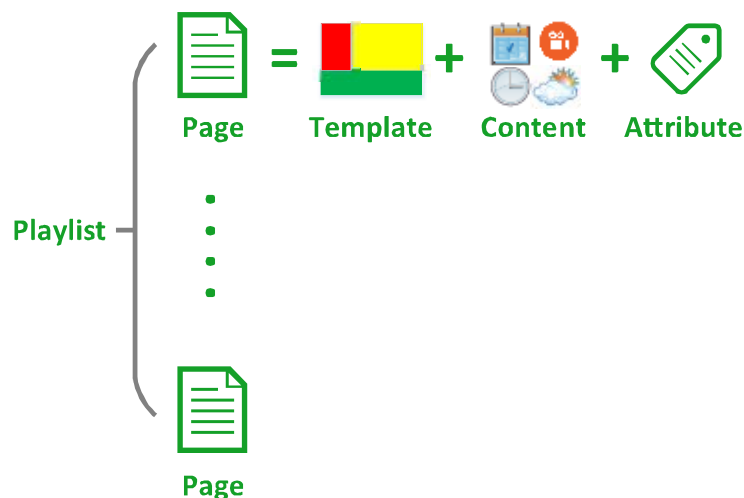 Page = Template + Content + Attribute
Playlist
Page